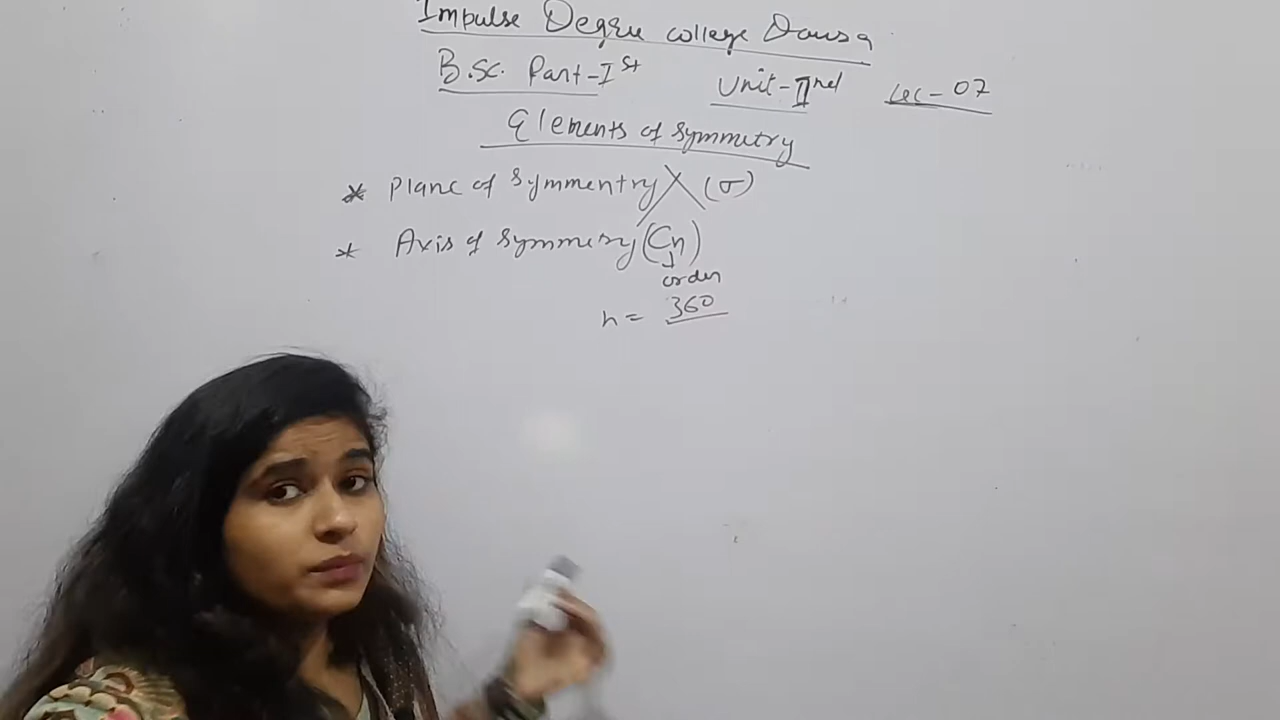 Impulse Degree college Dausa
B.Sc. Part-Ist Unit-IInd Lec-07
Elements of Symmetry
* Plane of Symmentry (σ)
* Axis of Symmetry (Cn)
order
n = 360